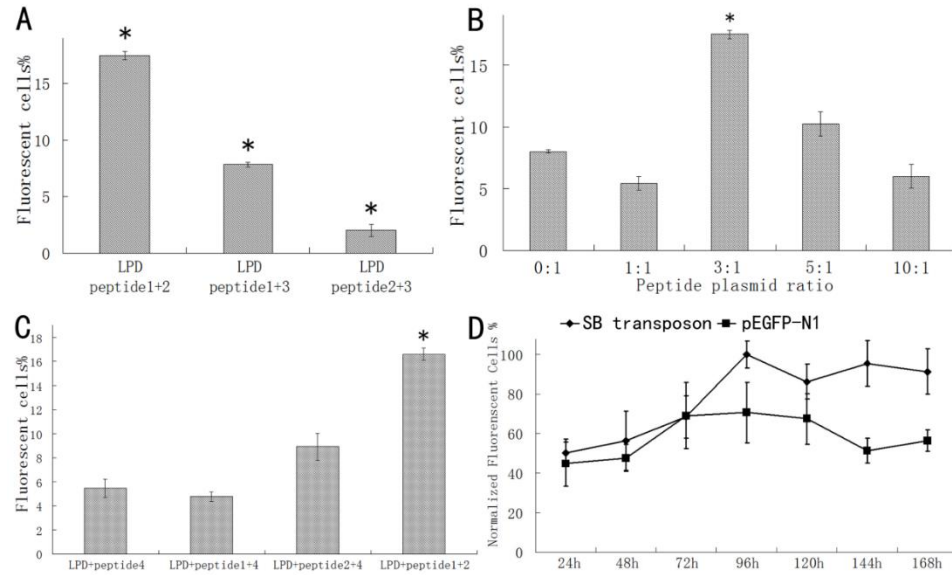 A
Fluorescent cells%
15
10
5
0
*
*
*
LPD LPD LPD
peptide1+2 peptide1+3 peptide2+3
B
Fluorescent cells%
15
10
5
0
*
0:1 1:1 3:1 5:1 10:1
Peptide plasmid ratio
C
Fluorescent cells%
18
16
14
12
10
8
6
4
2
0
*
LPD+peptide4 LPD+peptide1+4 LPD+peptide2+4 LPD+peptide1+2
D
SB transposon pEGFP-N1
Normalized Fluorenscent Cells %
100
80
60
40
20
0
24h 48h 72h 96h 120h 144h 168h